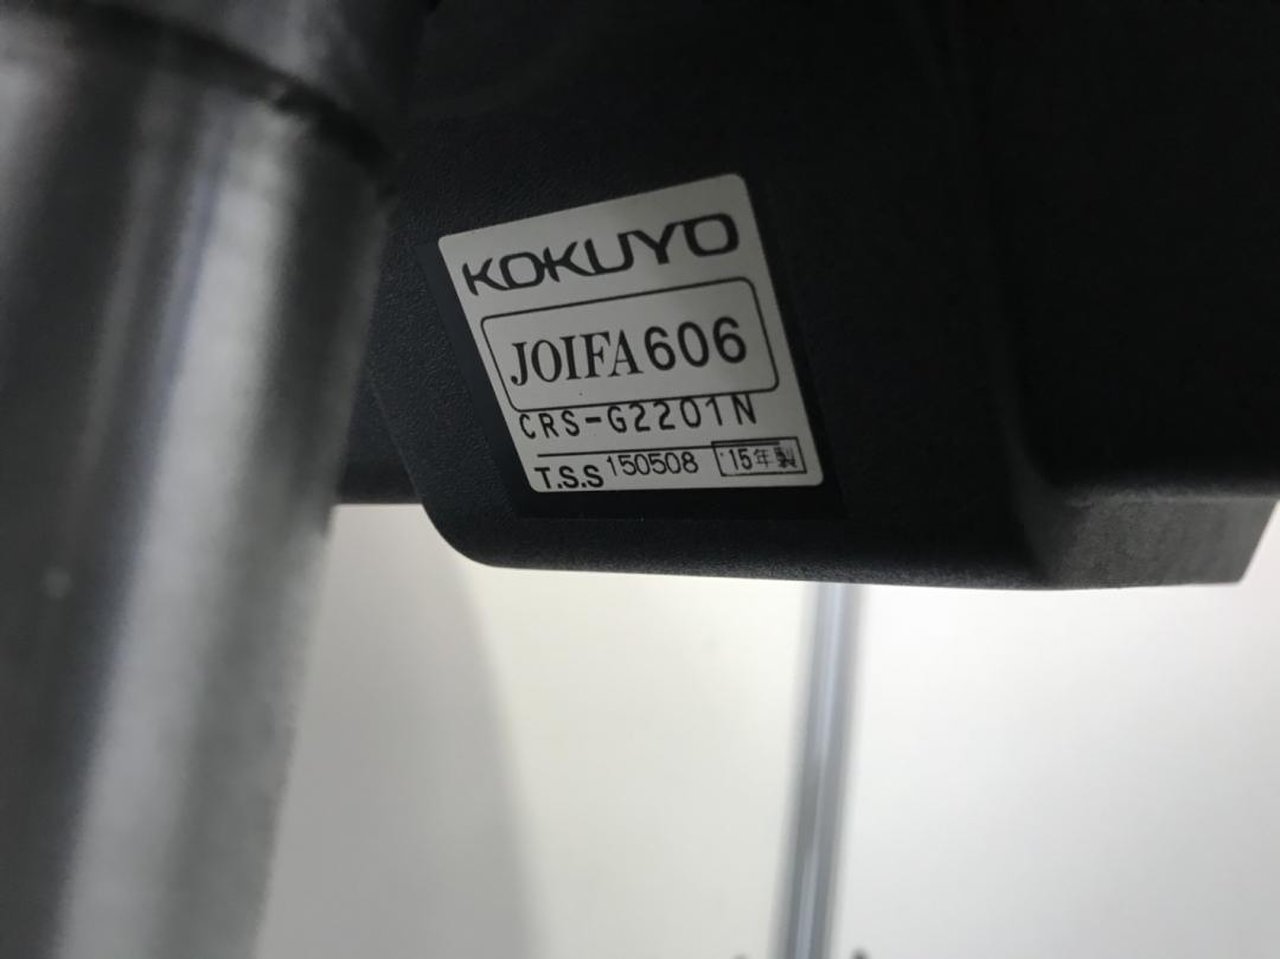 KOKUYO
JOIFA606
CRS-G2201N
T.S.S 150508 '15年製